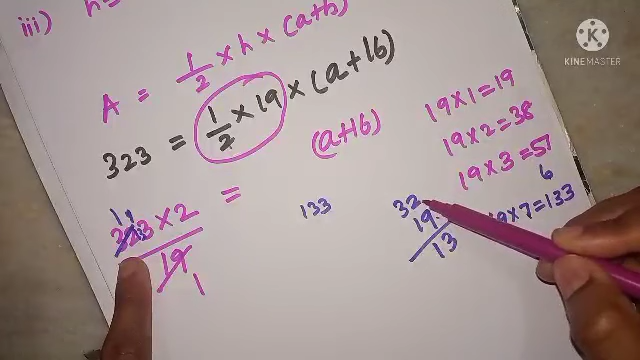 iii)
A = 1/2 × h × (a+b)
323 = 1/2 × 19 × (a+16)
323 × 2 / 19 = (a+16)
1
133
32
19
13
19×1=19
19×2=38
19×3=57
6
19×7=133
KINEMASTER